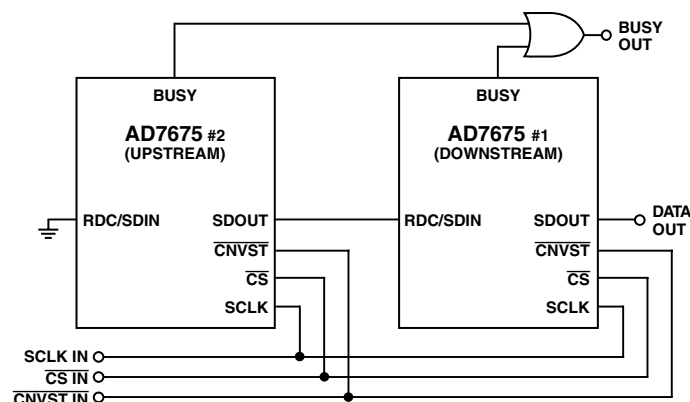 BUSY
OUT
BUSY
BUSY
AD7675 #2
(UPSTREAM)
AD7675 #1
(DOWNSTREAM)
RDC/SDIN
SDOUT
CNVST
CS
SCLK
RDC/SDIN
SDOUT
CNVST
CS
SCLK
DATA
OUT
SCLK IN
CS IN
CNVST IN